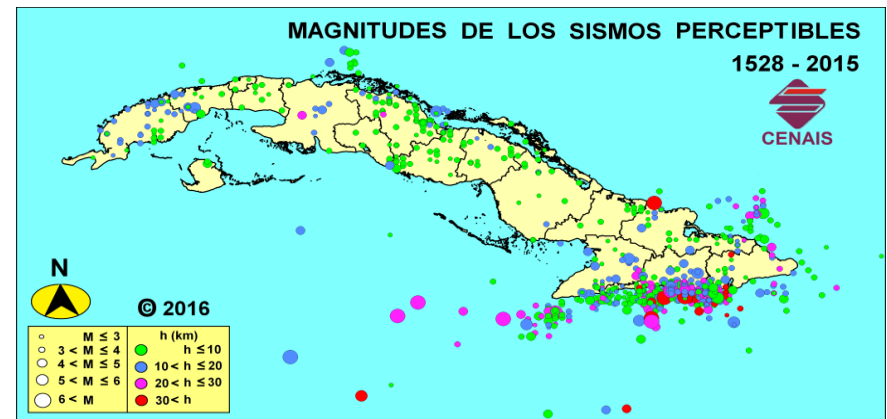 MAGNITUDES DE LOS SISMOS PERCEPTIBLES
1528 - 2015
CENAIS
N
© 2016
M ≤ 3
3 < M ≤ 4
4 < M ≤ 5
5 < M ≤ 6
6 < M
h (km)
h ≤ 10
10 < h ≤ 20
20 < h ≤ 30
30 < h